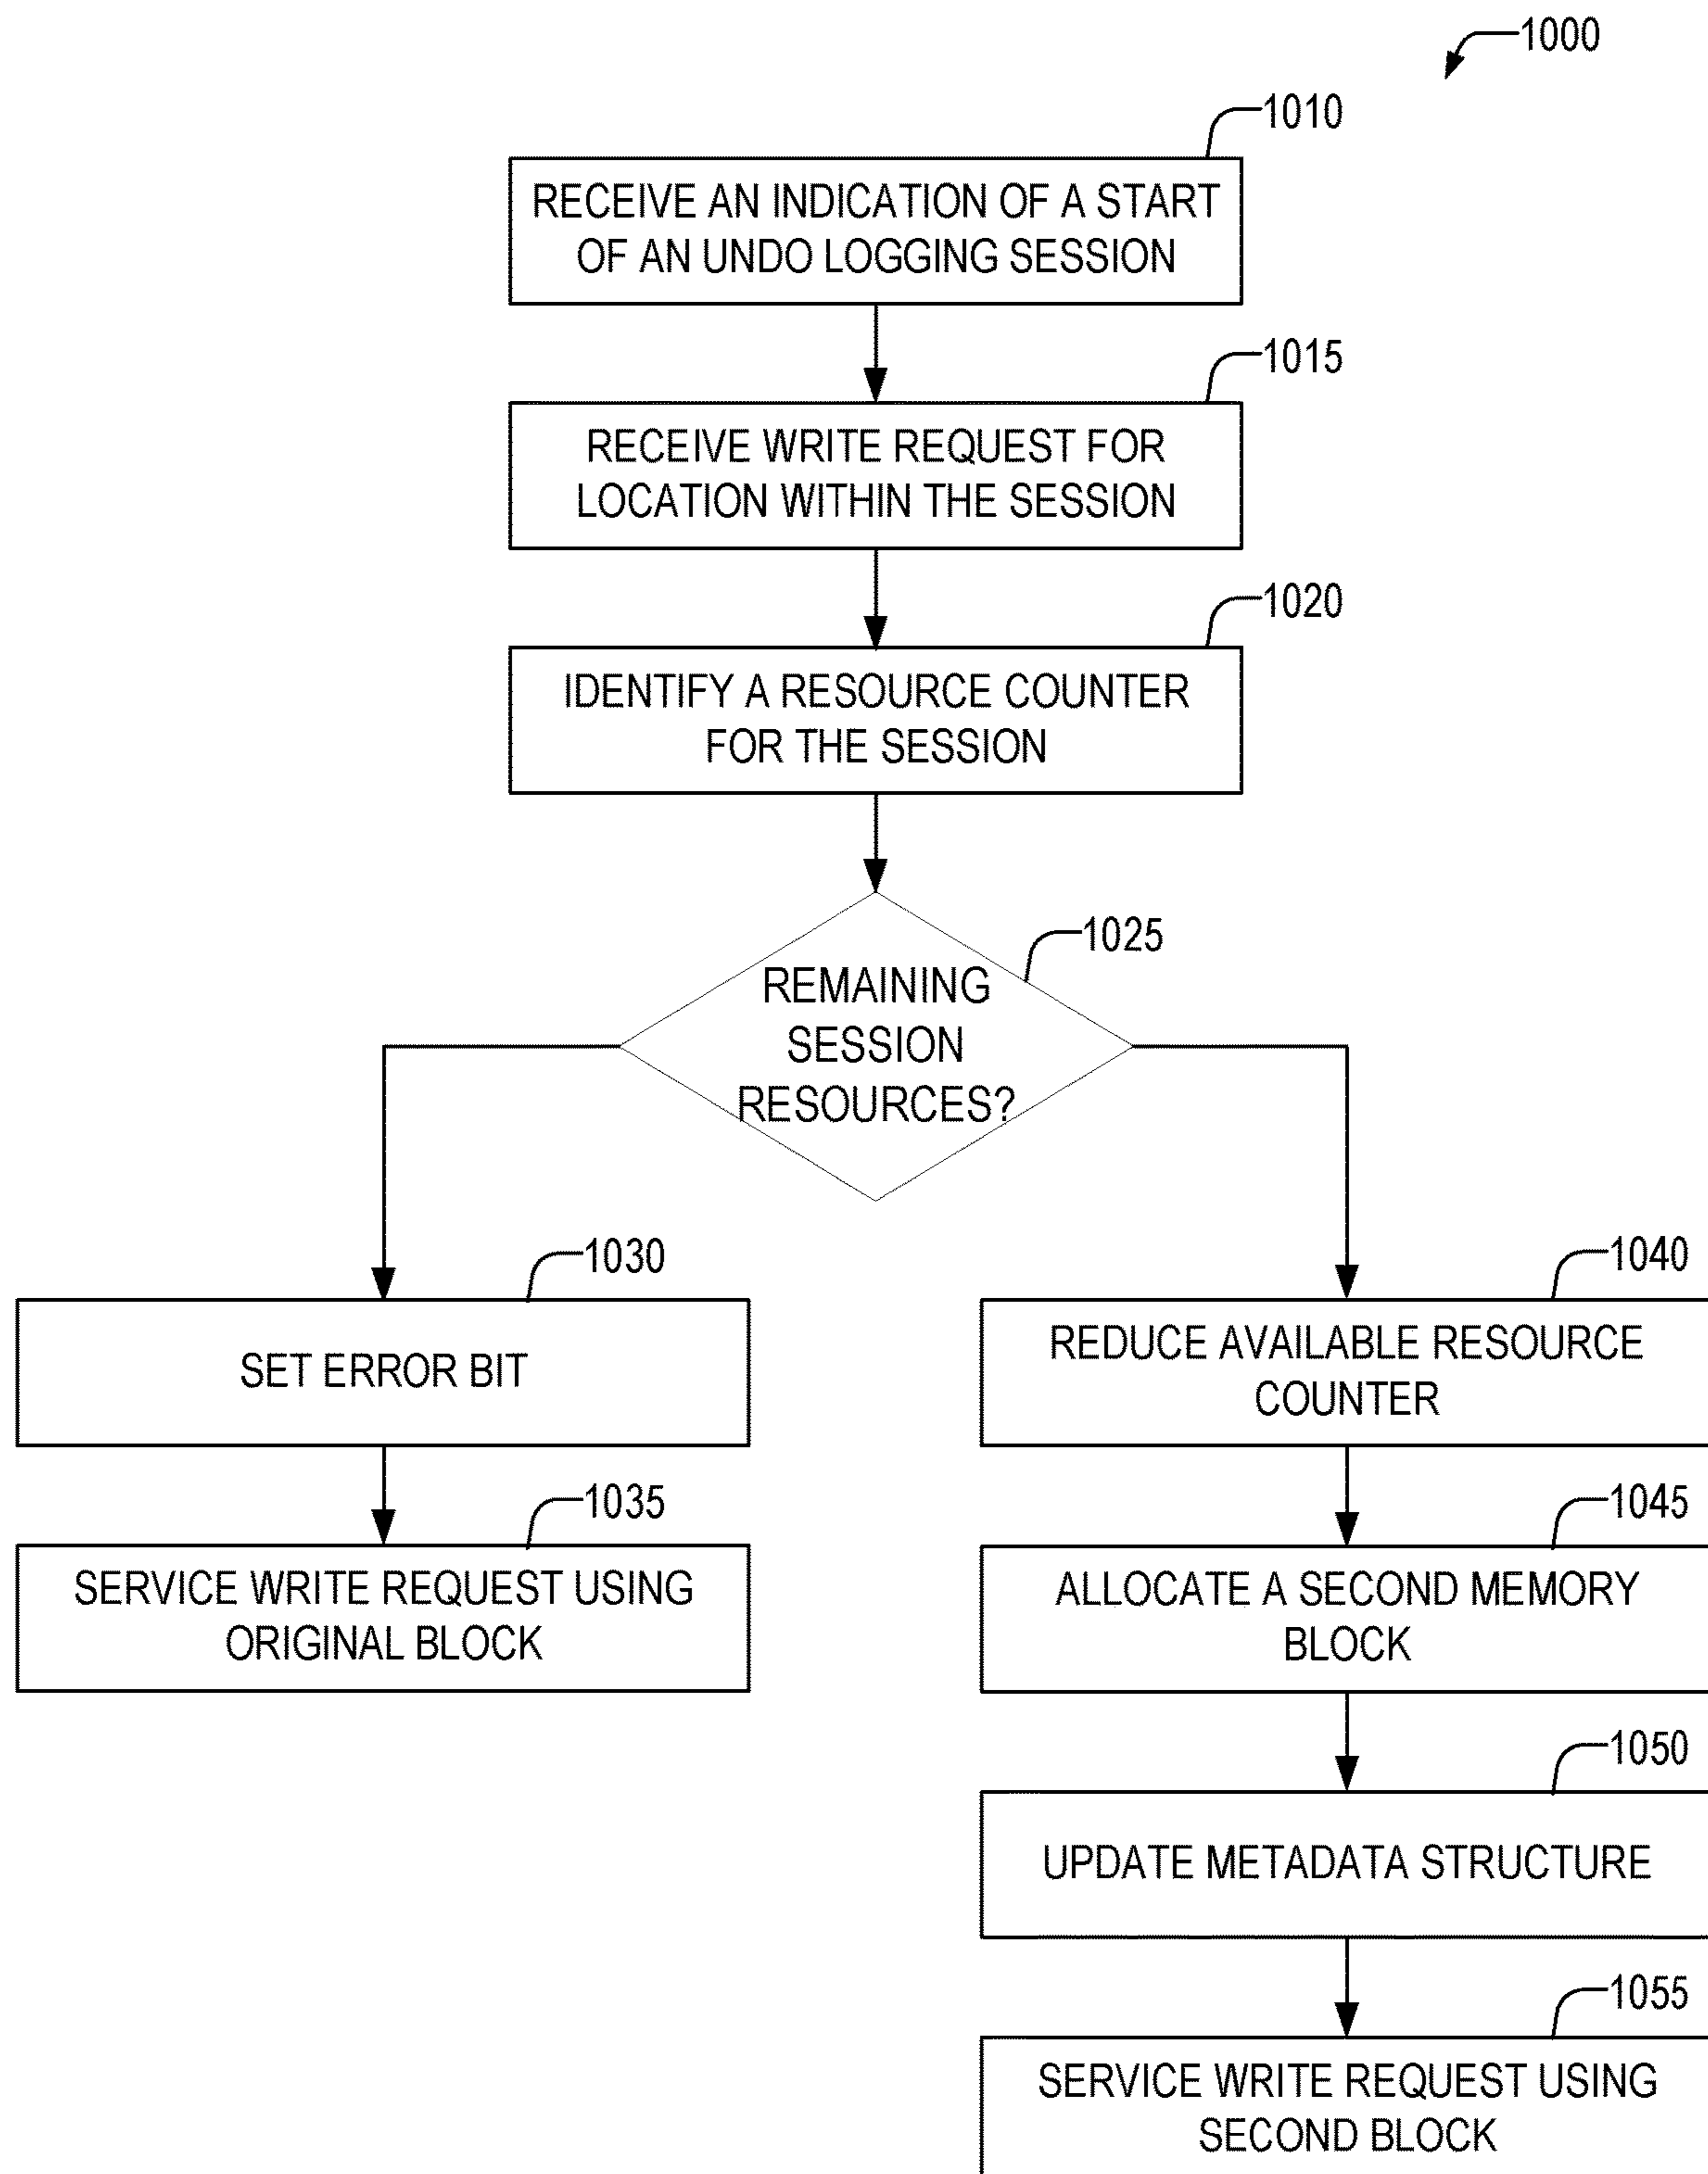 1000
1010
RECEIVE AN INDICATION OF A START
OF AN UNDO LOGGING SESSION
1015
RECEIVE WRITE REQUEST FOR
LOCATION WITHIN THE SESSION
1020
IDENTIFY A RESOURCE COUNTER
FOR THE SESSION
1025
REMAINING
SESSION
RESOURCES?
1030
SET ERROR BIT
1035
SERVICE WRITE REQUEST USING
ORIGINAL BLOCK
1040
REDUCE AVAILABLE RESOURCE
COUNTER
1045
ALLOCATE A SECOND MEMORY
BLOCK
1050
UPDATE METADATA STRUCTURE
1055
SERVICE WRITE REQUEST USING
SECOND BLOCK